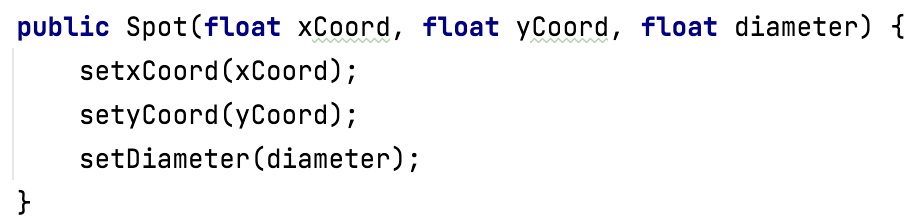 public Spot(float xCoord, float yCoord, float diameter) {
    setxCoord(xCoord);
    setyCoord(yCoord);
    setDiameter(diameter);
}